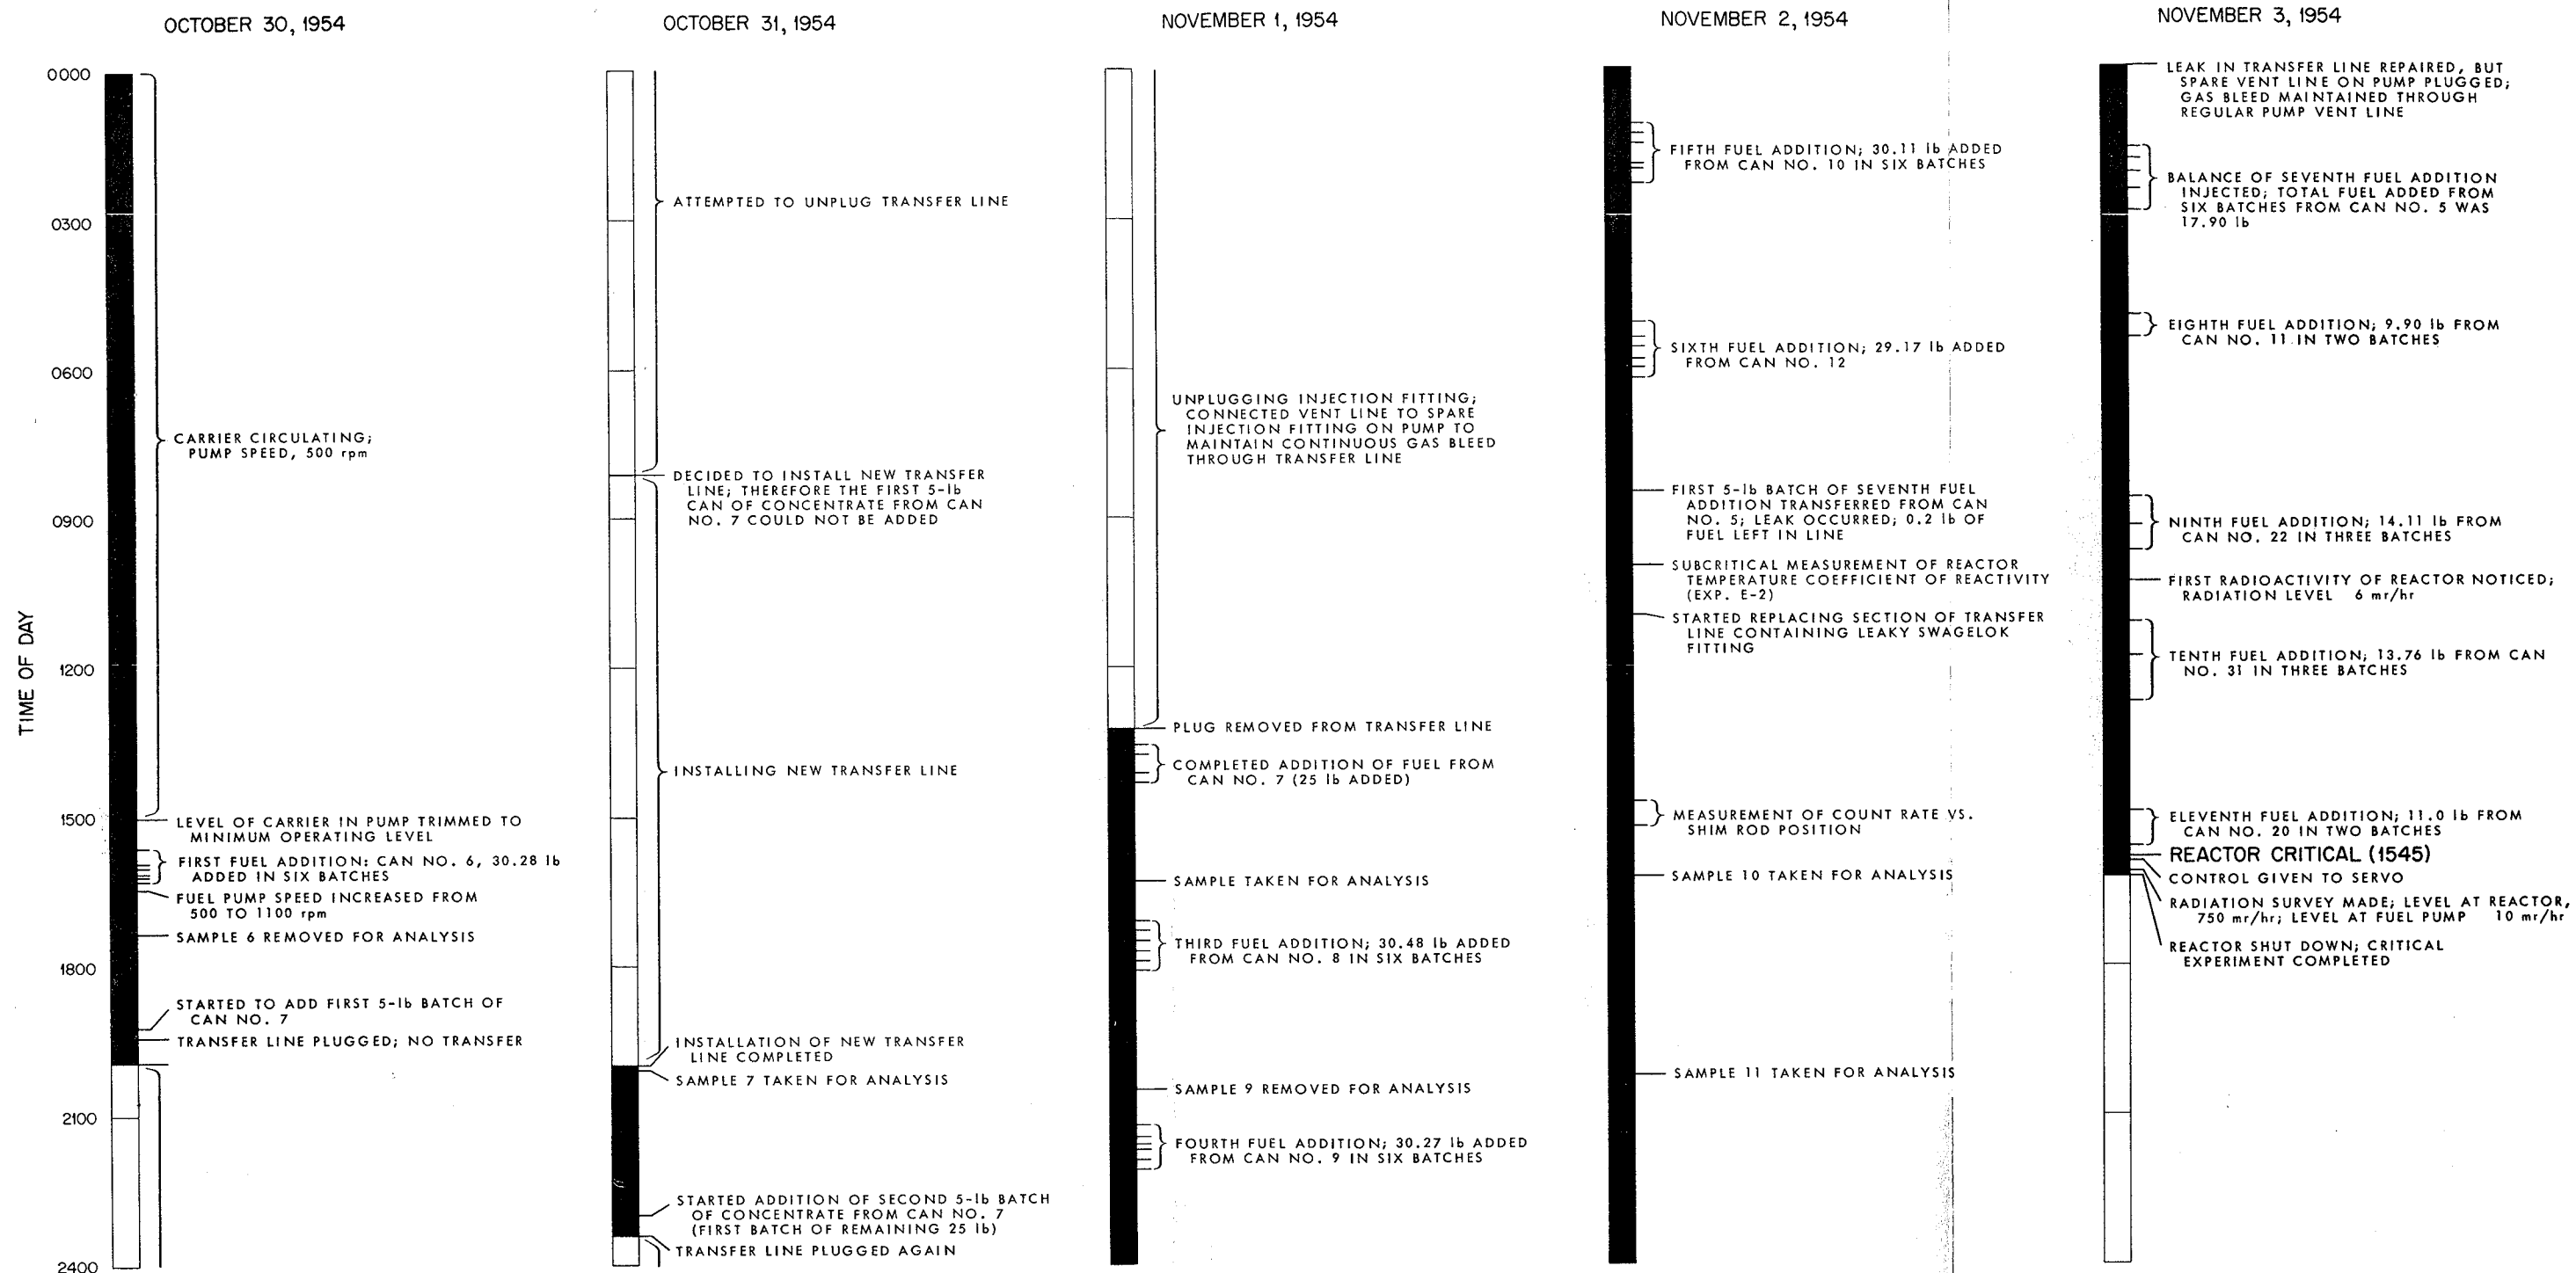 OCTOBER 30, 1954
OCTOBER 31, 1954
NOVEMBER 1, 1954
NOVEMBER 2, 1954
NOVEMBER 3, 1954
TIME OF DAY
0000
0300
0600
0900
1200
1500
1800
2100
2400
CARRIER CIRCULATING;
PUMP SPEED, 500 rpm
LEVEL OF CARRIER IN PUMP TRIMMED TO
MINIMUM OPERATING LEVEL
FIRST FUEL ADDITION: CAN NO. 6, 30.28 lb
ADDED IN SIX BATCHES
FUEL PUMP SPEED INCREASED FROM
500 TO 1100 rpm
SAMPLE 6 REMOVED FOR ANALYSIS
STARTED TO ADD FIRST 5-lb BATCH OF
CAN NO. 7
TRANSFER LINE PLUGGED; NO TRANSFER
ATTEMPTED TO UNPLUG TRANSFER LINE
DECIDED TO INSTALL NEW TRANSFER
LINE; THEREFORE THE FIRST 5-lb
CAN OF CONCENTRATE FROM CAN
NO. 7 COULD NOT BE ADDED
INSTALLING NEW TRANSFER LINE
INSTALLATION OF NEW TRANSFER
LINE COMPLETED
SAMPLE 7 TAKEN FOR ANALYSIS
STARTED ADDITION OF SECOND 5-lb BATCH
OF CONCENTRATE FROM CAN NO. 7
(FIRST BATCH OF REMAINING 25 lb)
TRANSFER LINE PLUGGED AGAIN
UNPLUGGING INJECTION FITTING;
CONNECTED VENT LINE TO SPARE
INJECTION FITTING ON PUMP TO
MAINTAIN CONTINUOUS GAS BLEED
THROUGH TRANSFER LINE
PLUG REMOVED FROM TRANSFER LINE
COMPLETED ADDITION OF FUEL FROM
CAN NO. 7 (25 lb ADDED)
SAMPLE TAKEN FOR ANALYSIS
THIRD FUEL ADDITION; 30.48 lb ADDED
FROM CAN NO. 8 IN SIX BATCHES
SAMPLE 9 REMOVED FOR ANALYSIS
FOURTH FUEL ADDITION; 30.27 lb ADDED
FROM CAN NO. 9 IN SIX BATCHES
FIFTH FUEL ADDITION; 30.11 lb ADDED
FROM CAN NO. 10 IN SIX BATCHES
SIXTH FUEL ADDITION; 29.17 lb ADDED
FROM CAN NO. 12
FIRST 5-lb BATCH OF SEVENTH FUEL
ADDITION TRANSFERRED FROM CAN
NO. 5; LEAK OCCURRED; 0.2 lb OF
FUEL LEFT IN LINE
SUBCRITICAL MEASUREMENT OF REACTOR
TEMPERATURE COEFFICIENT OF REACTIVITY
(EXP. E-2)
STARTED REPLACING SECTION OF TRANSFER
LINE CONTAINING LEAKY SWAGELOK
FITTING
MEASUREMENT OF COUNT RATE VS.
SHIM ROD POSITION
SAMPLE 10 TAKEN FOR ANALYSIS
SAMPLE 11 TAKEN FOR ANALYSIS
LEAK IN TRANSFER LINE REPAIRED, BUT
SPARE VENT LINE ON PUMP PLUGGED;
GAS BLEED MAINTAINED THROUGH
REGULAR PUMP VENT LINE
BALANCE OF SEVENTH FUEL ADDITION
INJECTED; TOTAL FUEL ADDED FROM
SIX BATCHES FROM CAN NO. 5 WAS
17.90 lb
EIGHTH FUEL ADDITION; 9.90 lb FROM
CAN NO. 11 IN TWO BATCHES
NINTH FUEL ADDITION; 14.11 lb FROM
CAN NO. 22 IN THREE BATCHES
FIRST RADIOACTIVITY OF REACTOR NOTICED;
RADIATION LEVEL 6 mr/hr
TENTH FUEL ADDITION; 13.76 lb FROM CAN
NO. 31 IN THREE BATCHES
ELEVENTH FUEL ADDITION; 11.0 lb FROM
CAN NO. 20 IN TWO BATCHES
REACTOR CRITICAL (1545)
CONTROL GIVEN TO SERVO
RADIATION SURVEY MADE; LEVEL AT REACTOR,
750 mr/hr; LEVEL AT FUEL PUMP 10 mr/hr
REACTOR SHUT DOWN; CRITICAL
EXPERIMENT COMPLETED